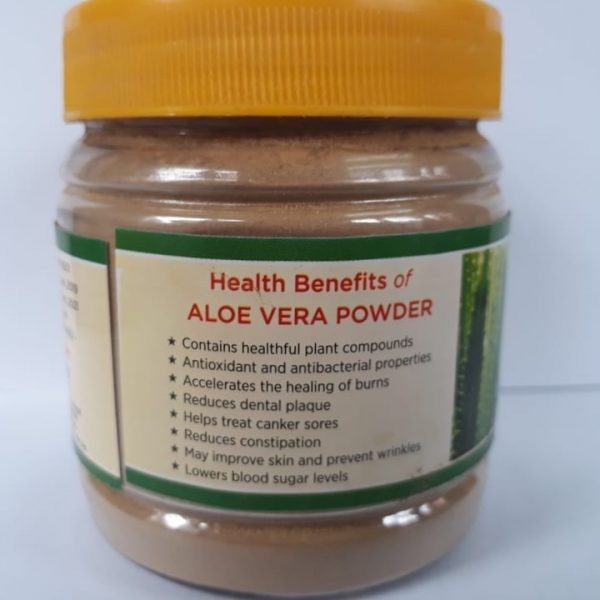 Health Benefits of
ALOE VERA POWDER
★ Contains healthful plant compounds
★ Antioxidant and antibacterial properties
★ Accelerates the healing of burns
★ Reduces dental plaque
★ Helps treat canker sores
★ Reduces constipation
★ May improve skin and prevent wrinkles
★ Lowers blood sugar levels